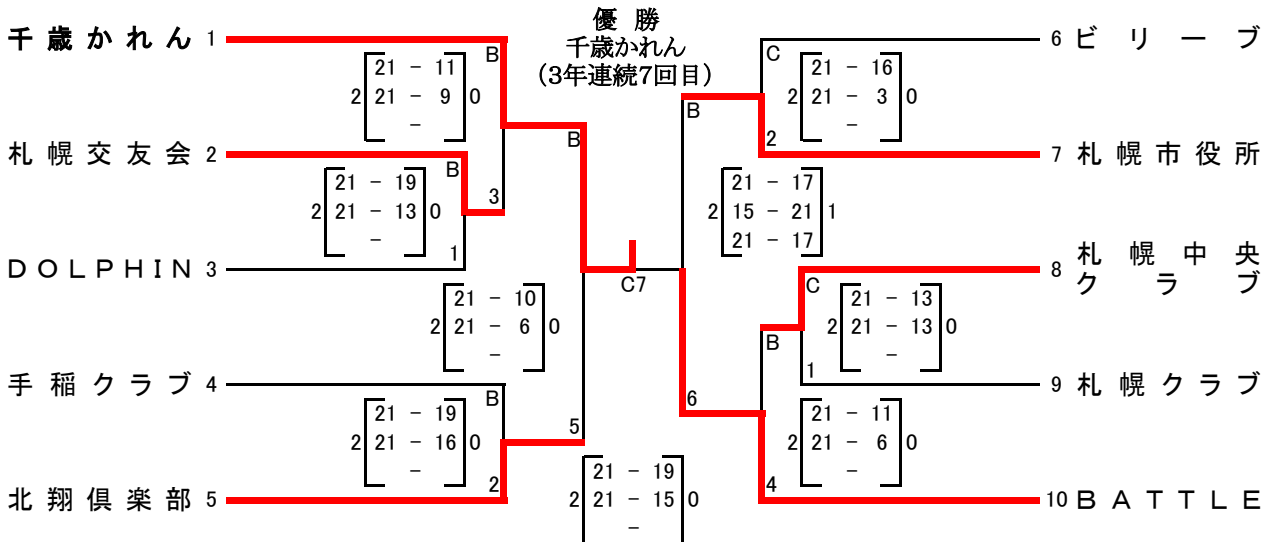 優 勝
千歳かれん
（3年連続7回目）
千 歳 か れ ん 1
B
21 - 11
2 21 - 9 0
-
札 幌 交 友 会 2
B
3
21 - 19
2 21 - 13 0
-
1
D O L P H I N 3
B
21 - 10
2 21 - 6 0
-
手 稲 ク ラ ブ 4
B
5
21 - 19
2 21 - 16 0
-
2
北 翔 倶 楽 部 5
C7
21 - 19
2 21 - 15 0
-
6 ビ リ ー ブ
C
21 - 16
2 21 - 3 0
-
B
2
7 札 幌 市 役 所
21 - 17
2 15 - 21 1
21 - 17
8 札 幌 中 央
ク ラ ブ
C
21 - 13
2 21 - 13 0
-
B
1
9 札 幌 ク ラ ブ
6
21 - 11
2 21 - 6 0
-
4
10 B A T T L E